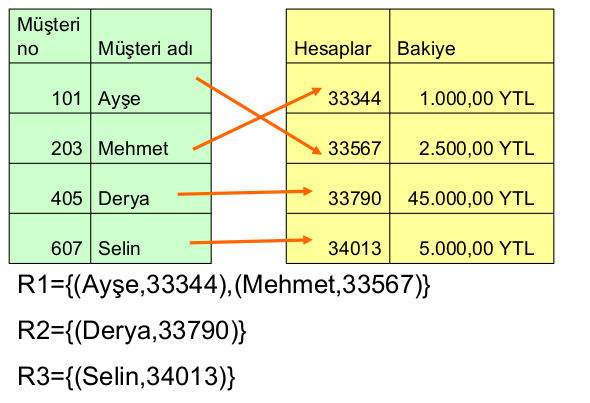 Müşteri
no Müşteri adı Hesaplar Bakiye
101 Ayşe 33344 1.000,00 YTL
203 Mehmet 33567 2.500,00 YTL
405 Derya 33790 45.000,00 YTL
607 Selin 34013 5.000,00 YTL
R1={(Ayşe,33344),(Mehmet,33567)}
R2={(Derya,33790)}
R3={(Selin,34013)}